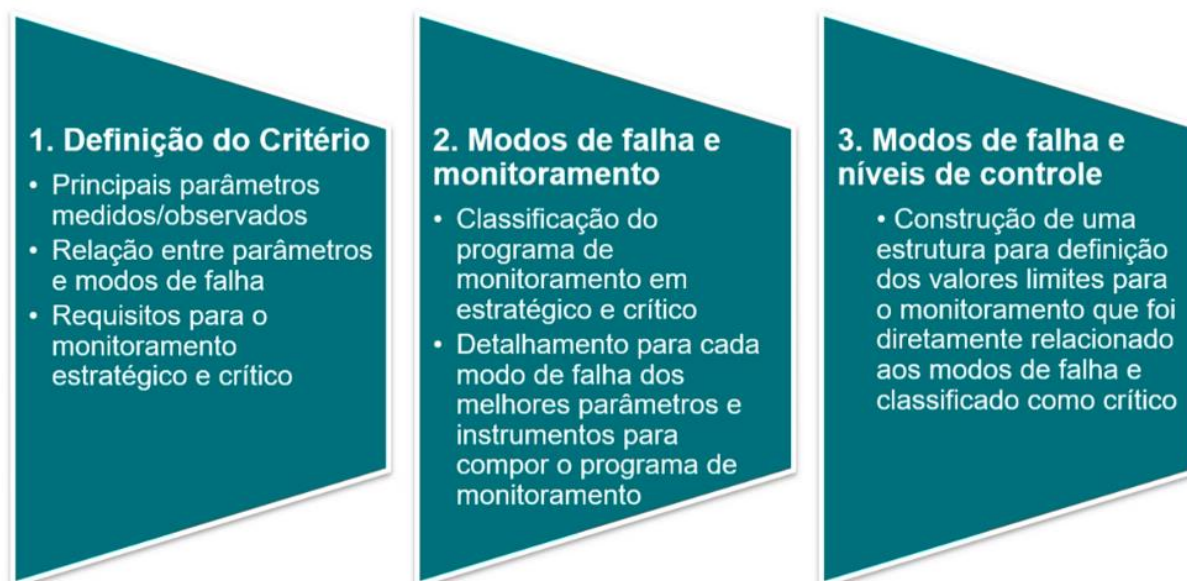 1. Definição do Critério
• Principais parâmetros
medidos/observados
• Relação entre parâmetros
e modos de falha
• Requisitos para o
monitoramento
estratégico e crítico
2. Modos de falha e
monitoramento
• Classificação do
programa de
monitoramento em
estratégico e crítico
• Detalhamento para cada
modo de falha dos
melhores parâmetros e
instrumentos para
compor o programa de
monitoramento
3. Modos de falha e
níveis de controle
• Construção de uma
estrutura para definição
dos valores limites para
o monitoramento que foi
diretamente relacionado
aos modos de falha e
classificado como crítico